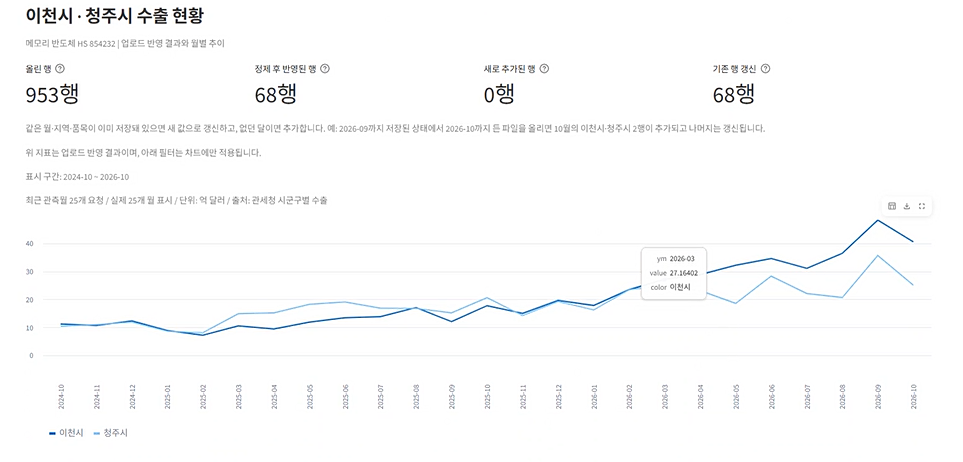 이천시 · 청주시 수출 현황
메모리 반도체 HS 854232 | 업로드 반영 결과와 월별 추이
올린 행 ?
정제 후 반영된 행 ?
새로 추가된 행 ?
기존 행 갱신 ?
953행
68행
0행
68행
같은 월·지역·품목이 이미 저장돼 있으면 새 값으로 갱신하고, 없던 달이면 추가합니다. 예: 2026-09까지 저장된 상태에서 2026-10까지 든 파일을 올리면 10월의 이천시·청주시 2행이 추가되고 나머지는 갱신됩니다.
위 지표는 업로드 반영 결과이며, 아래 필터는 차트에만 적용됩니다.
표시 구간: 2024-10 ~ 2026-10
최근 관측월 25개 요청 / 실제 25개 월 표시 / 단위: 억 달러 / 출처: 관세청 시군구별 수출
40
30
20
10
0
ym 2026-03
value 27.16402
color 이천시
2024-10
2024-11
2024-12
2025-01
2025-02
2025-03
2025-04
2025-05
2025-06
2025-07
2025-08
2025-09
2025-10
2025-11
2025-12
2026-01
2026-02
2026-03
2026-04
2026-05
2026-06
2026-07
2026-08
2026-09
2026-10
이천시
청주시